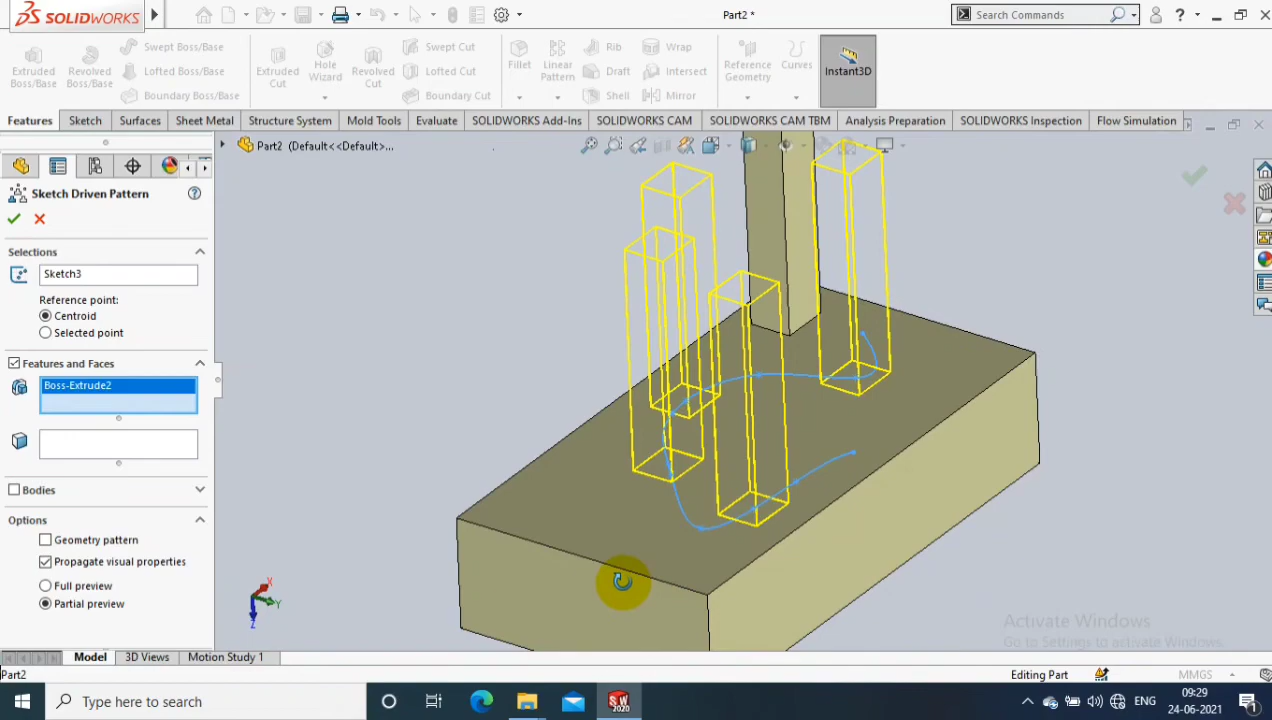 SOLIDWORKS
Part2 *
Search Commands
Extruded Boss/Base
Revolved Boss/Base
Swept Boss/Base
Lofted Boss/Base
Boundary Boss/Base
Extruded Cut
Hole Wizard
Revolved Cut
Swept Cut
Lofted Cut
Boundary Cut
Fillet
Linear Pattern
Rib
Draft
Shell
Wrap
Intersect
Mirror
Reference Geometry
Curves
Instant3D
Features
Sketch
Surfaces
Sheet Metal
Structure System
Mold Tools
Evaluate
SOLIDWORKS Add-Ins
SOLIDWORKS CAM
SOLIDWORKS CAM TBM
Analysis Preparation
SOLIDWORKS Inspection
Flow Simulation
Part2 (Default<<Default>...
Sketch Driven Pattern
Selections
Sketch3
Reference point:
Centroid
Selected point
Features and Faces
Boss-Extrude2
Bodies
Options
Geometry pattern
Propagate visual properties
Full preview
Partial preview
X
Y
Z
Activate Windows
Go to Settings to activate Windows.
Model
3D Views
Motion Study 1
Part2
Editing Part
MMGS
Type here to search
SW
2020
ENG
09:29
24-06-2021
1